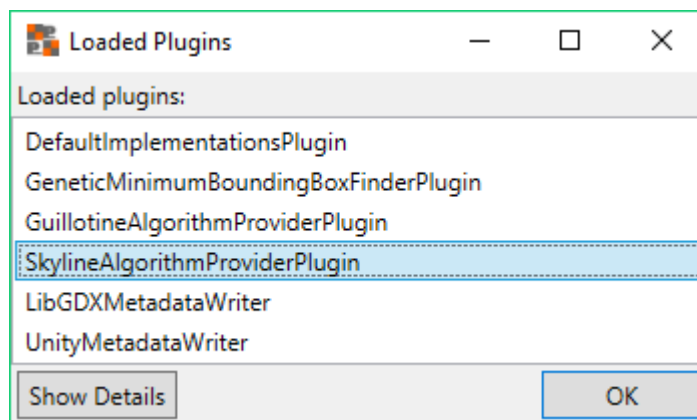 Loaded Plugins
Loaded plugins:
DefaultImplementationsPlugin
GeneticMinimumBoundingBoxFinderPlugin
GuillotineAlgorithmProviderPlugin
SkylineAlgorithmProviderPlugin
LibGDXMetadataWriter
UnityMetadataWriter
Show Details OK